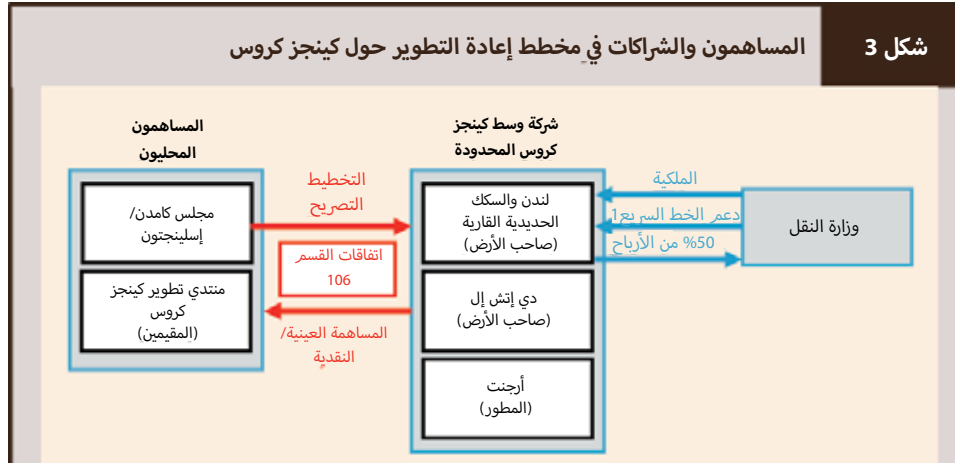 شكل 3
المساهمون والشراكات في مخطط إعادة التطوير حول كينجز كروس
شركة وسط كينجز
كروس المحدودة
المساهمون
المحليون
وزارة النقل
الملكية
دعم الخط السريع1
50% من الأرباح
لندن والسكك
الحديدية القارية
(صاحب الأرض)
دي إتش إل
(صاحب الأرض)
أرجنت
(المطور)
التخطيط
التصريح
اتفاقات القسم
106
المساهمة العينية/
النقدية
مجلس كامدن/
إسلينجتون
منتدي تطوير كينجز
كروس
(المقيمين)